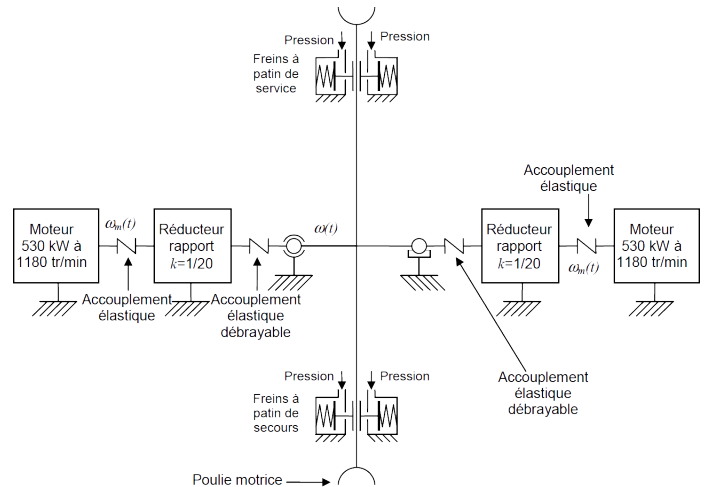 Pression
Pression
Freins à
patin de
service
Accouplement
élastique
Moteur
530 kW à
1180 tr/min
ωm(t)
Réducteur
rapport
k=1/20
ω(t)
Réducteur
rapport
k=1/20
ωm(t)
Moteur
530 kW à
1180 tr/min
Accouplement
élastique
Accouplement
élastique
débrayable
Pression
Pression
Freins à
patin de
secours
Accouplement
élastique
débrayable
Poulie motrice